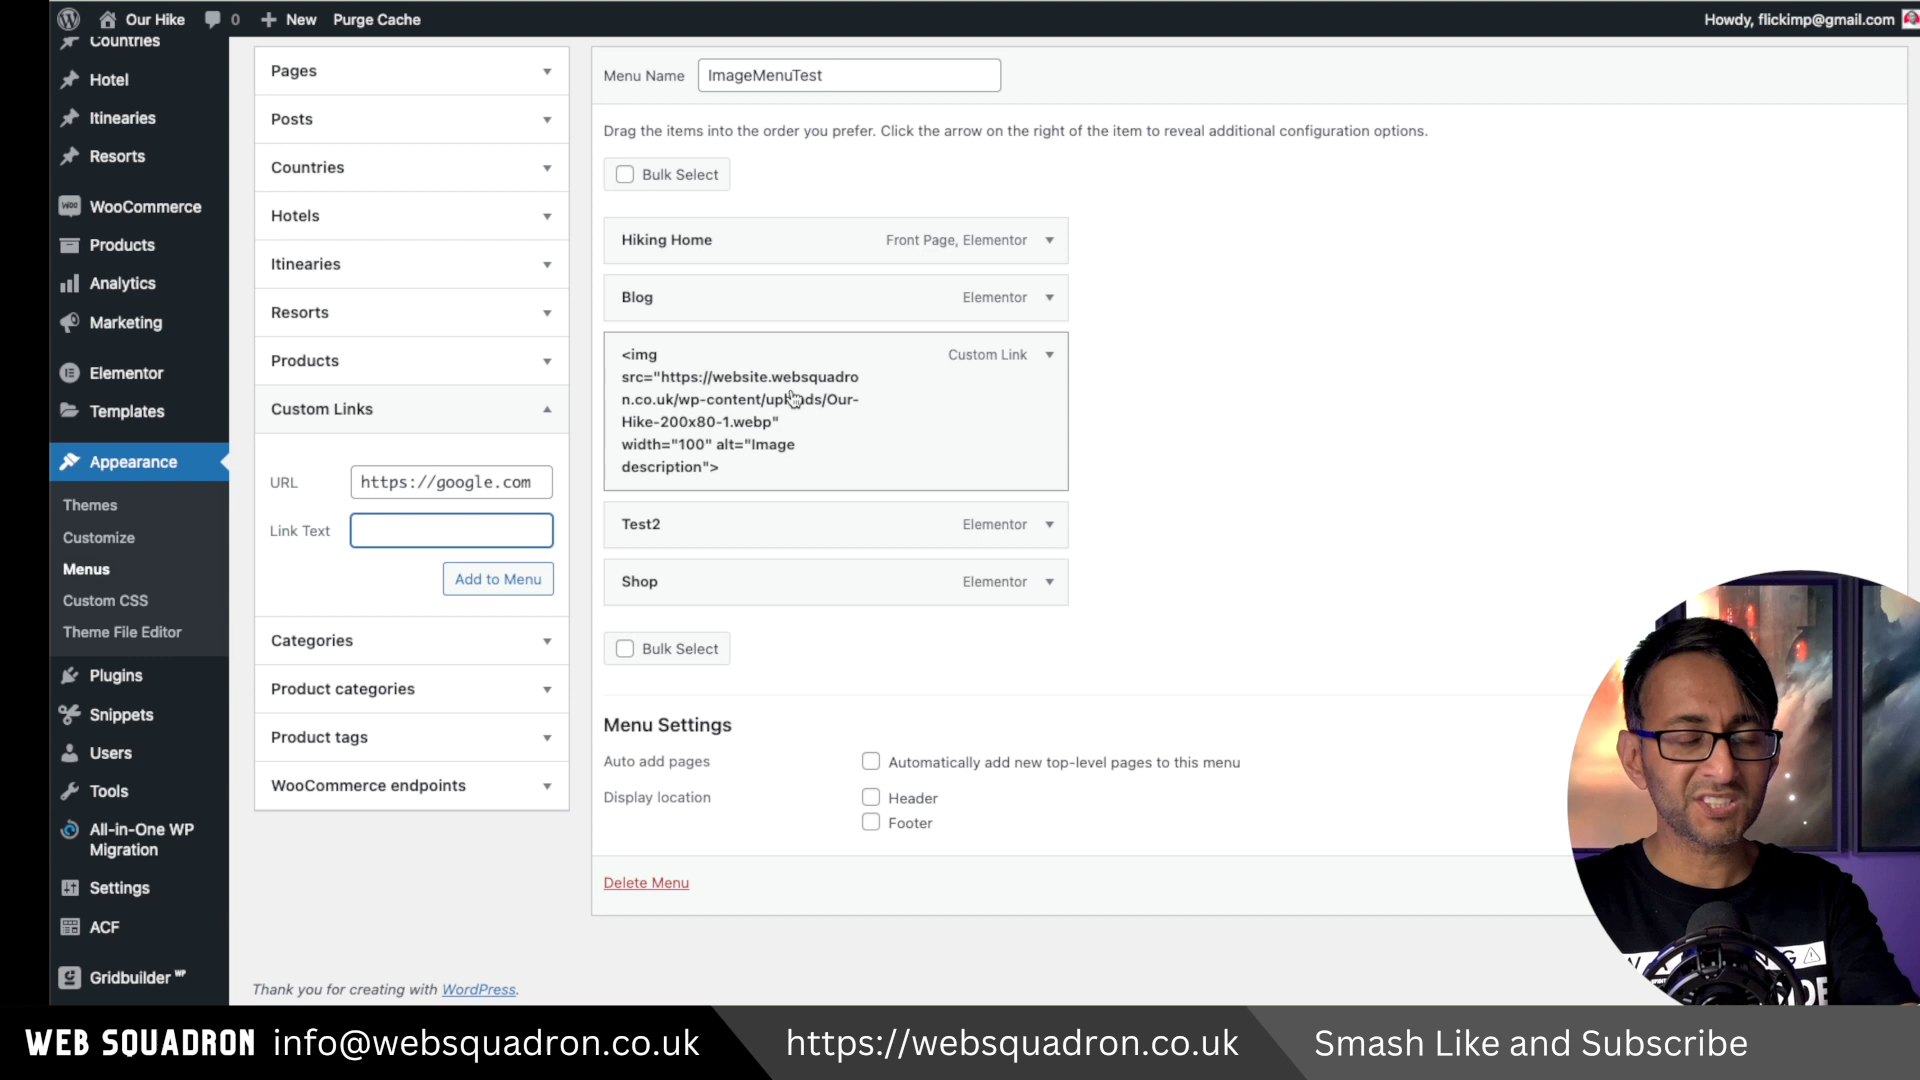 Our Hike
0
New
Purge Cache
Howdy, flickimp@gmail.com
Countries
Hotel
Itinearies
Resorts
WooCommerce
Products
Analytics
Marketing
Elementor
Templates
Appearance
Themes
Customize
Menus
Custom CSS
Theme File Editor
Plugins
Snippets
Users
Tools
All-in-One WP
Migration
Settings
ACF
Gridbuilder WP
Pages
Posts
Countries
Hotels
Itinearies
Resorts
Products
Custom Links
URL
https://google.com
Link Text
Add to Menu
Categories
Product categories
Product tags
WooCommerce endpoints
Menu Name
ImageMenuTest
Drag the items into the order you prefer. Click the arrow on the right of the item to reveal additional configuration options.
Bulk Select
Hiking Home
Front Page, Elementor
Blog
Elementor
<img
Custom Link
src="https://website.websquadro
n.co.uk/wp-content/uploads/Our-
Hike-200x80-1.webp"
width="100" alt="Image
description">
Test2
Elementor
Shop
Elementor
Bulk Select
Menu Settings
Auto add pages
Automatically add new top-level pages to this menu
Display location
Header
Footer
Delete Menu
Thank you for creating with WordPress.
WEB SQUADRON
info@websquadron.co.uk
https://websquadron.co.uk
Smash Like and Subscribe